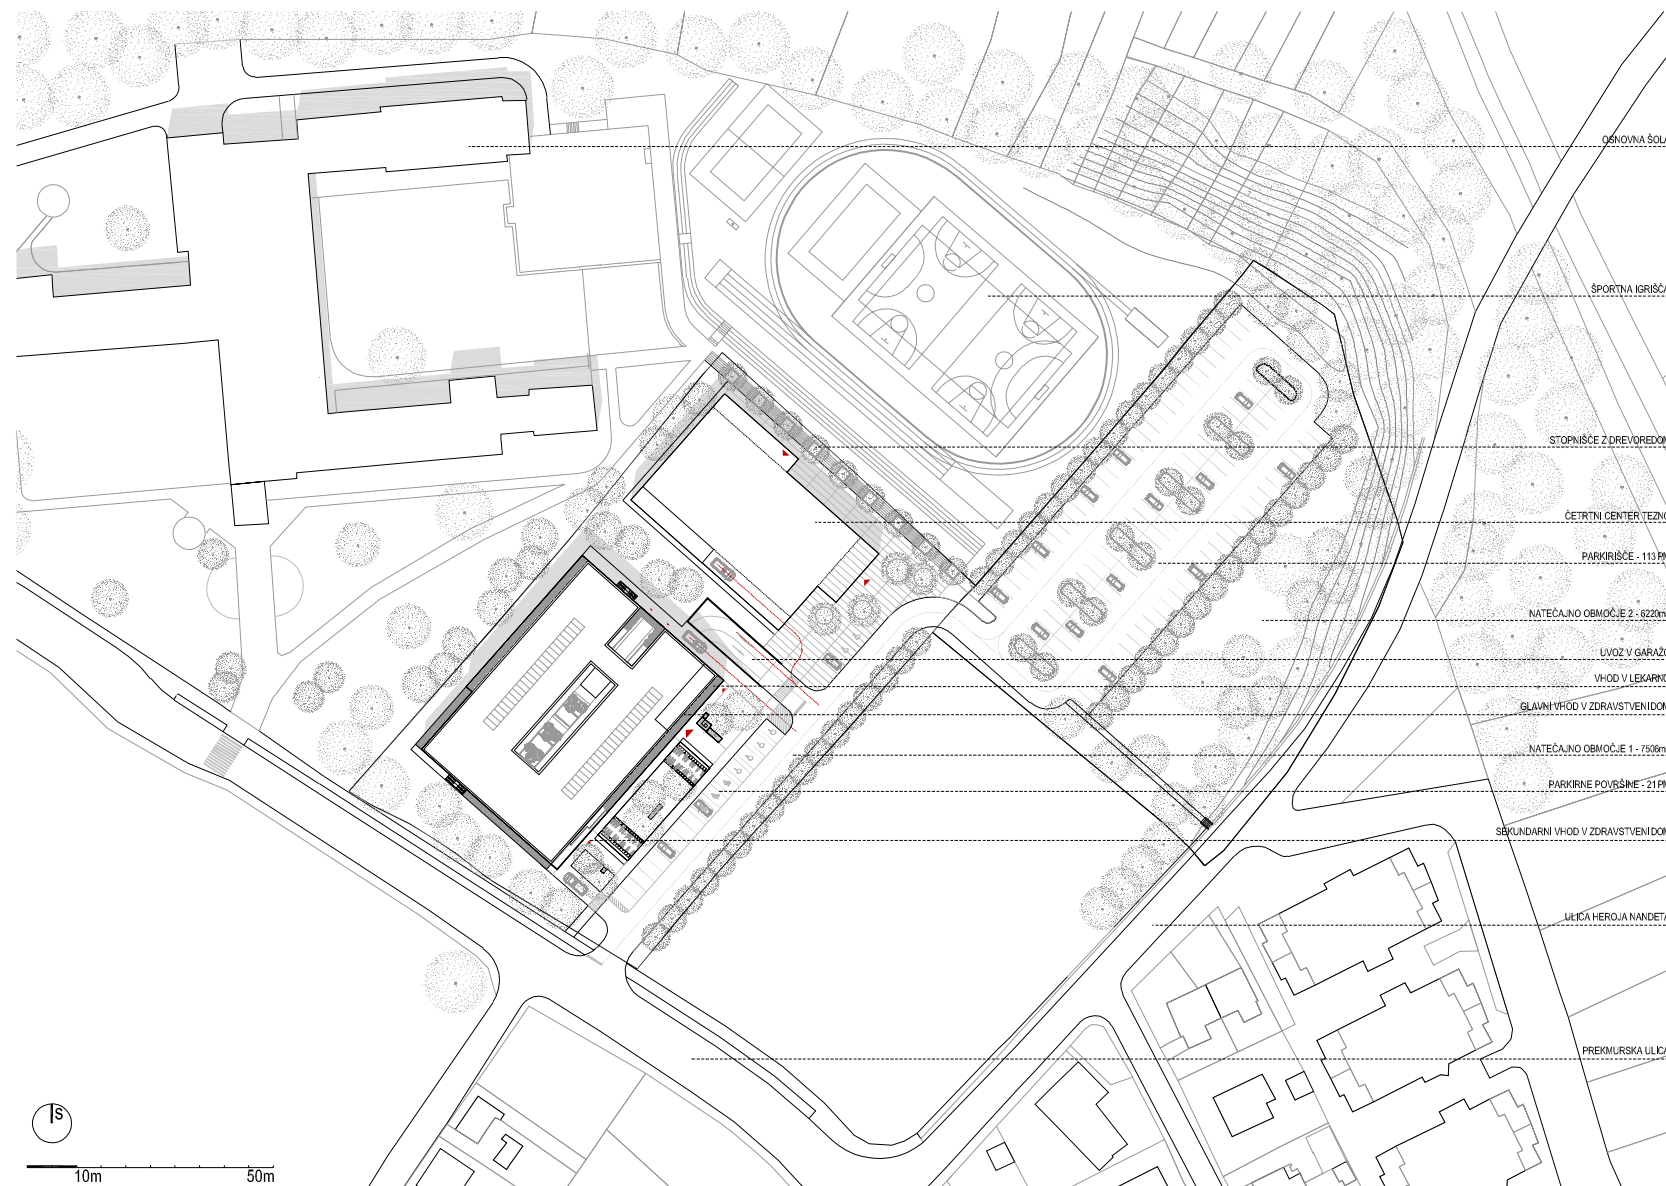 OSNOVNA ŠOLA
ŠPORTNA IGRIŠČA
STOPNIŠČE Z DREVOREDOM
ČETRTNI CENTER TEZNO
PARKIRIŠČE - 113 PM
NATEČAJNO OBMOČJE 2 - 6220m
UVOZ V GARAŽO
VHOD V LEKARNO
GLAVNI VHOD V ZDRAVSTVENI DOM
NATEČAJNO OBMOČJE 1 - 7506m
PARKIRNE POVRŠINE - 21 PM
SEKUNDARNI VHOD V ZDRAVSTVENI DOM
ULICA HEROJA NANDETA
PREKMURSKA ULICA
S
10m 50m